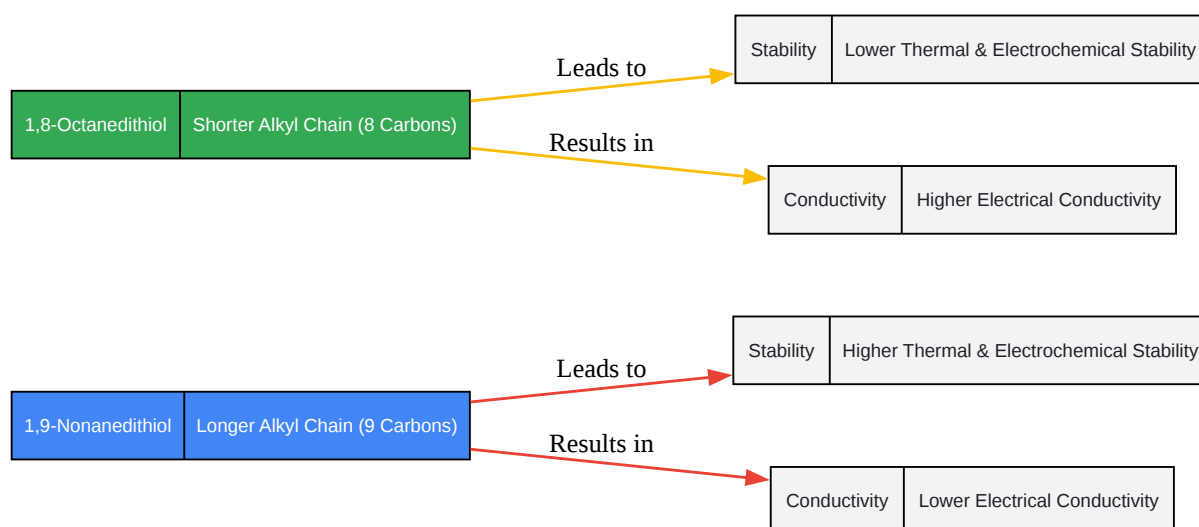 1,8-Octanedithiol
Shorter Alkyl Chain (8 Carbons)
Leads to
Stability
Lower Thermal & Electrochemical Stability
Results in
Conductivity
Higher Electrical Conductivity
1,9-Nonanedithiol
Longer Alkyl Chain (9 Carbons)
Leads to
Stability
Higher Thermal & Electrochemical Stability
Results in
Conductivity
Lower Electrical Conductivity